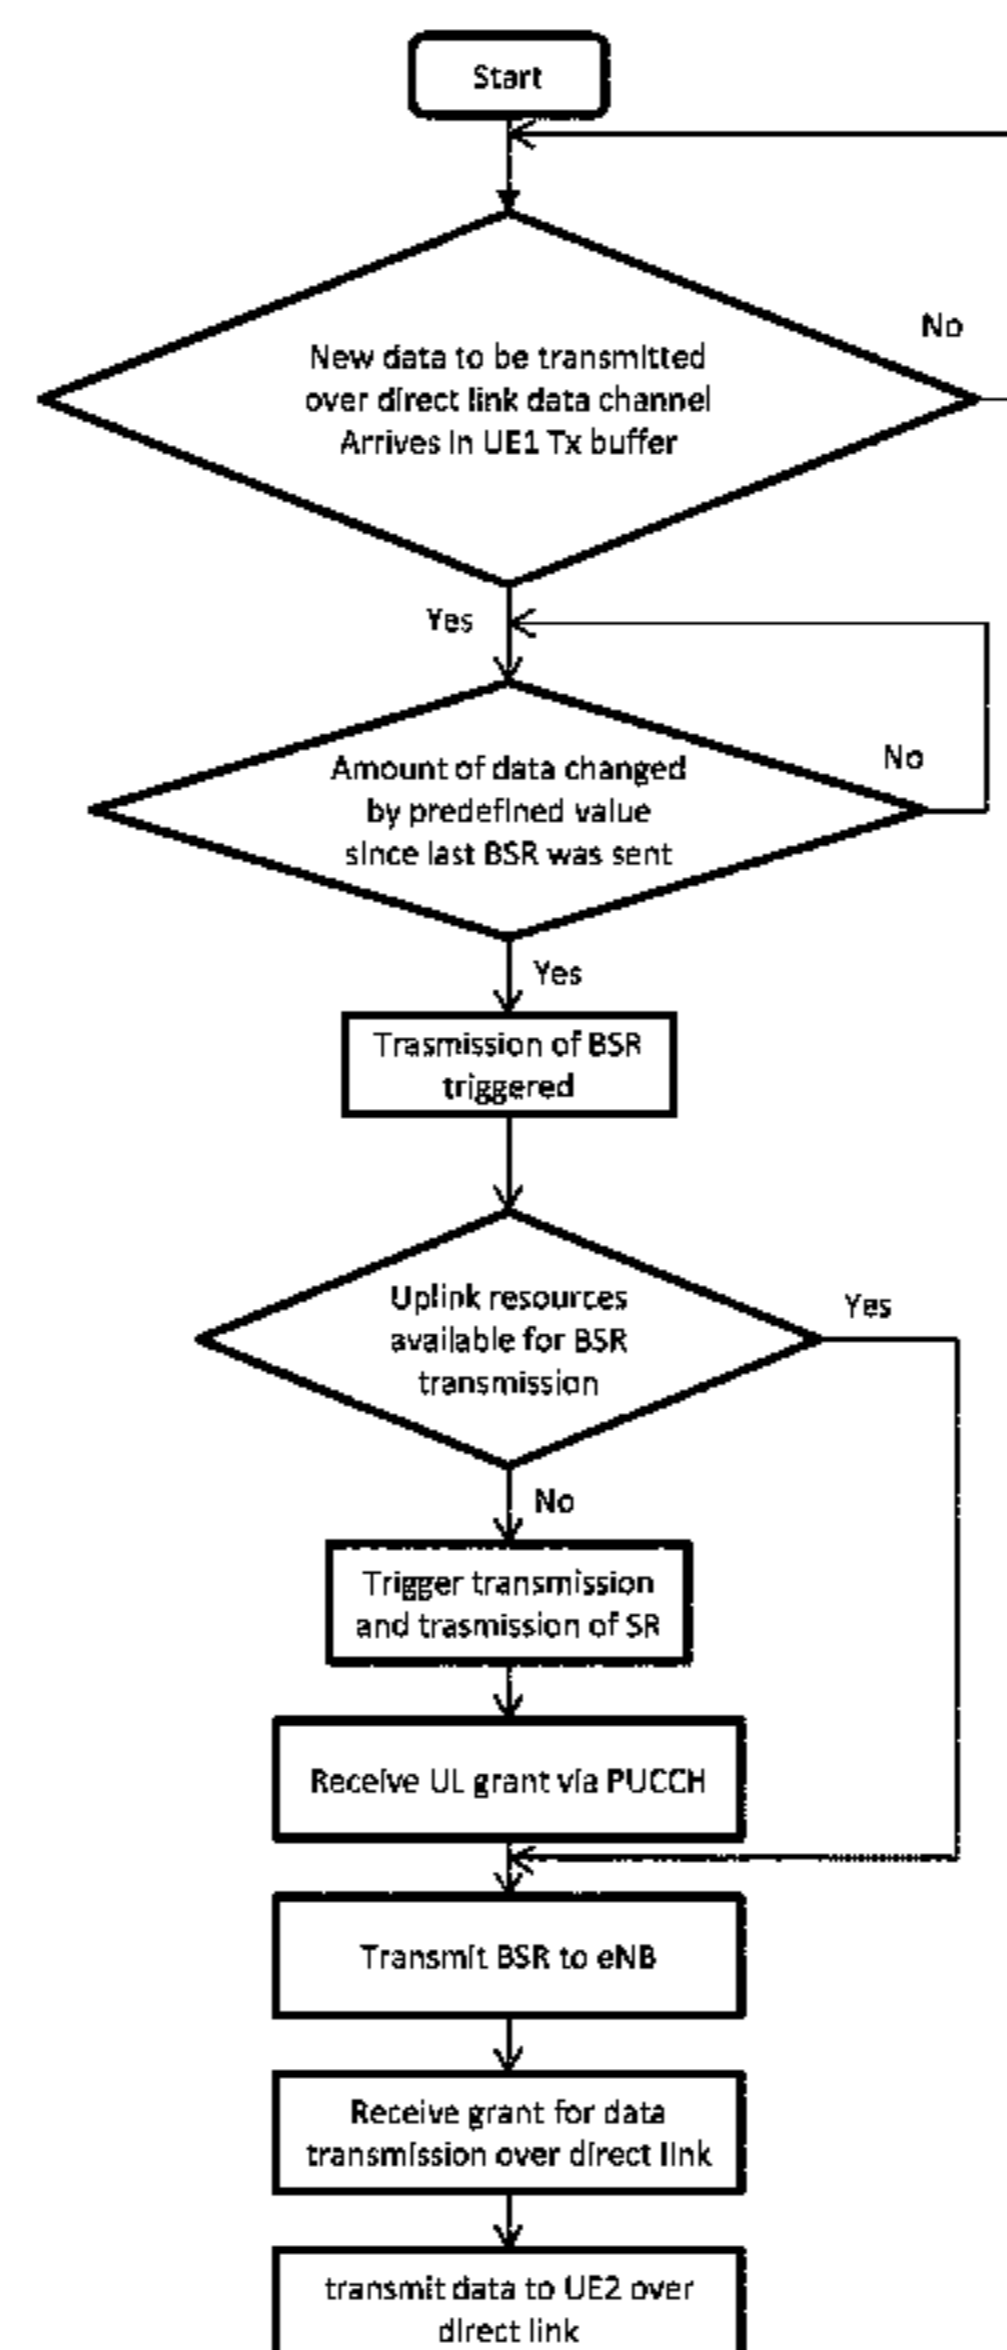 Start
No
New data to be transmitted
over direct link data channel
Arrives in UE1 Tx buffer
Yes
No
Amount of data changed
by predefined value
since last BSR was sent
Yes
Trasmission of BSR
triggered
Yes
Uplink resources
available for BSR
transmission
No
Trigger transmission
and trasmission of SR
Receive UL grant via PUCCH
Transmit BSR to eNB
Receive grant for data
transmission over direct link
transmit data to UE2 over
direct link